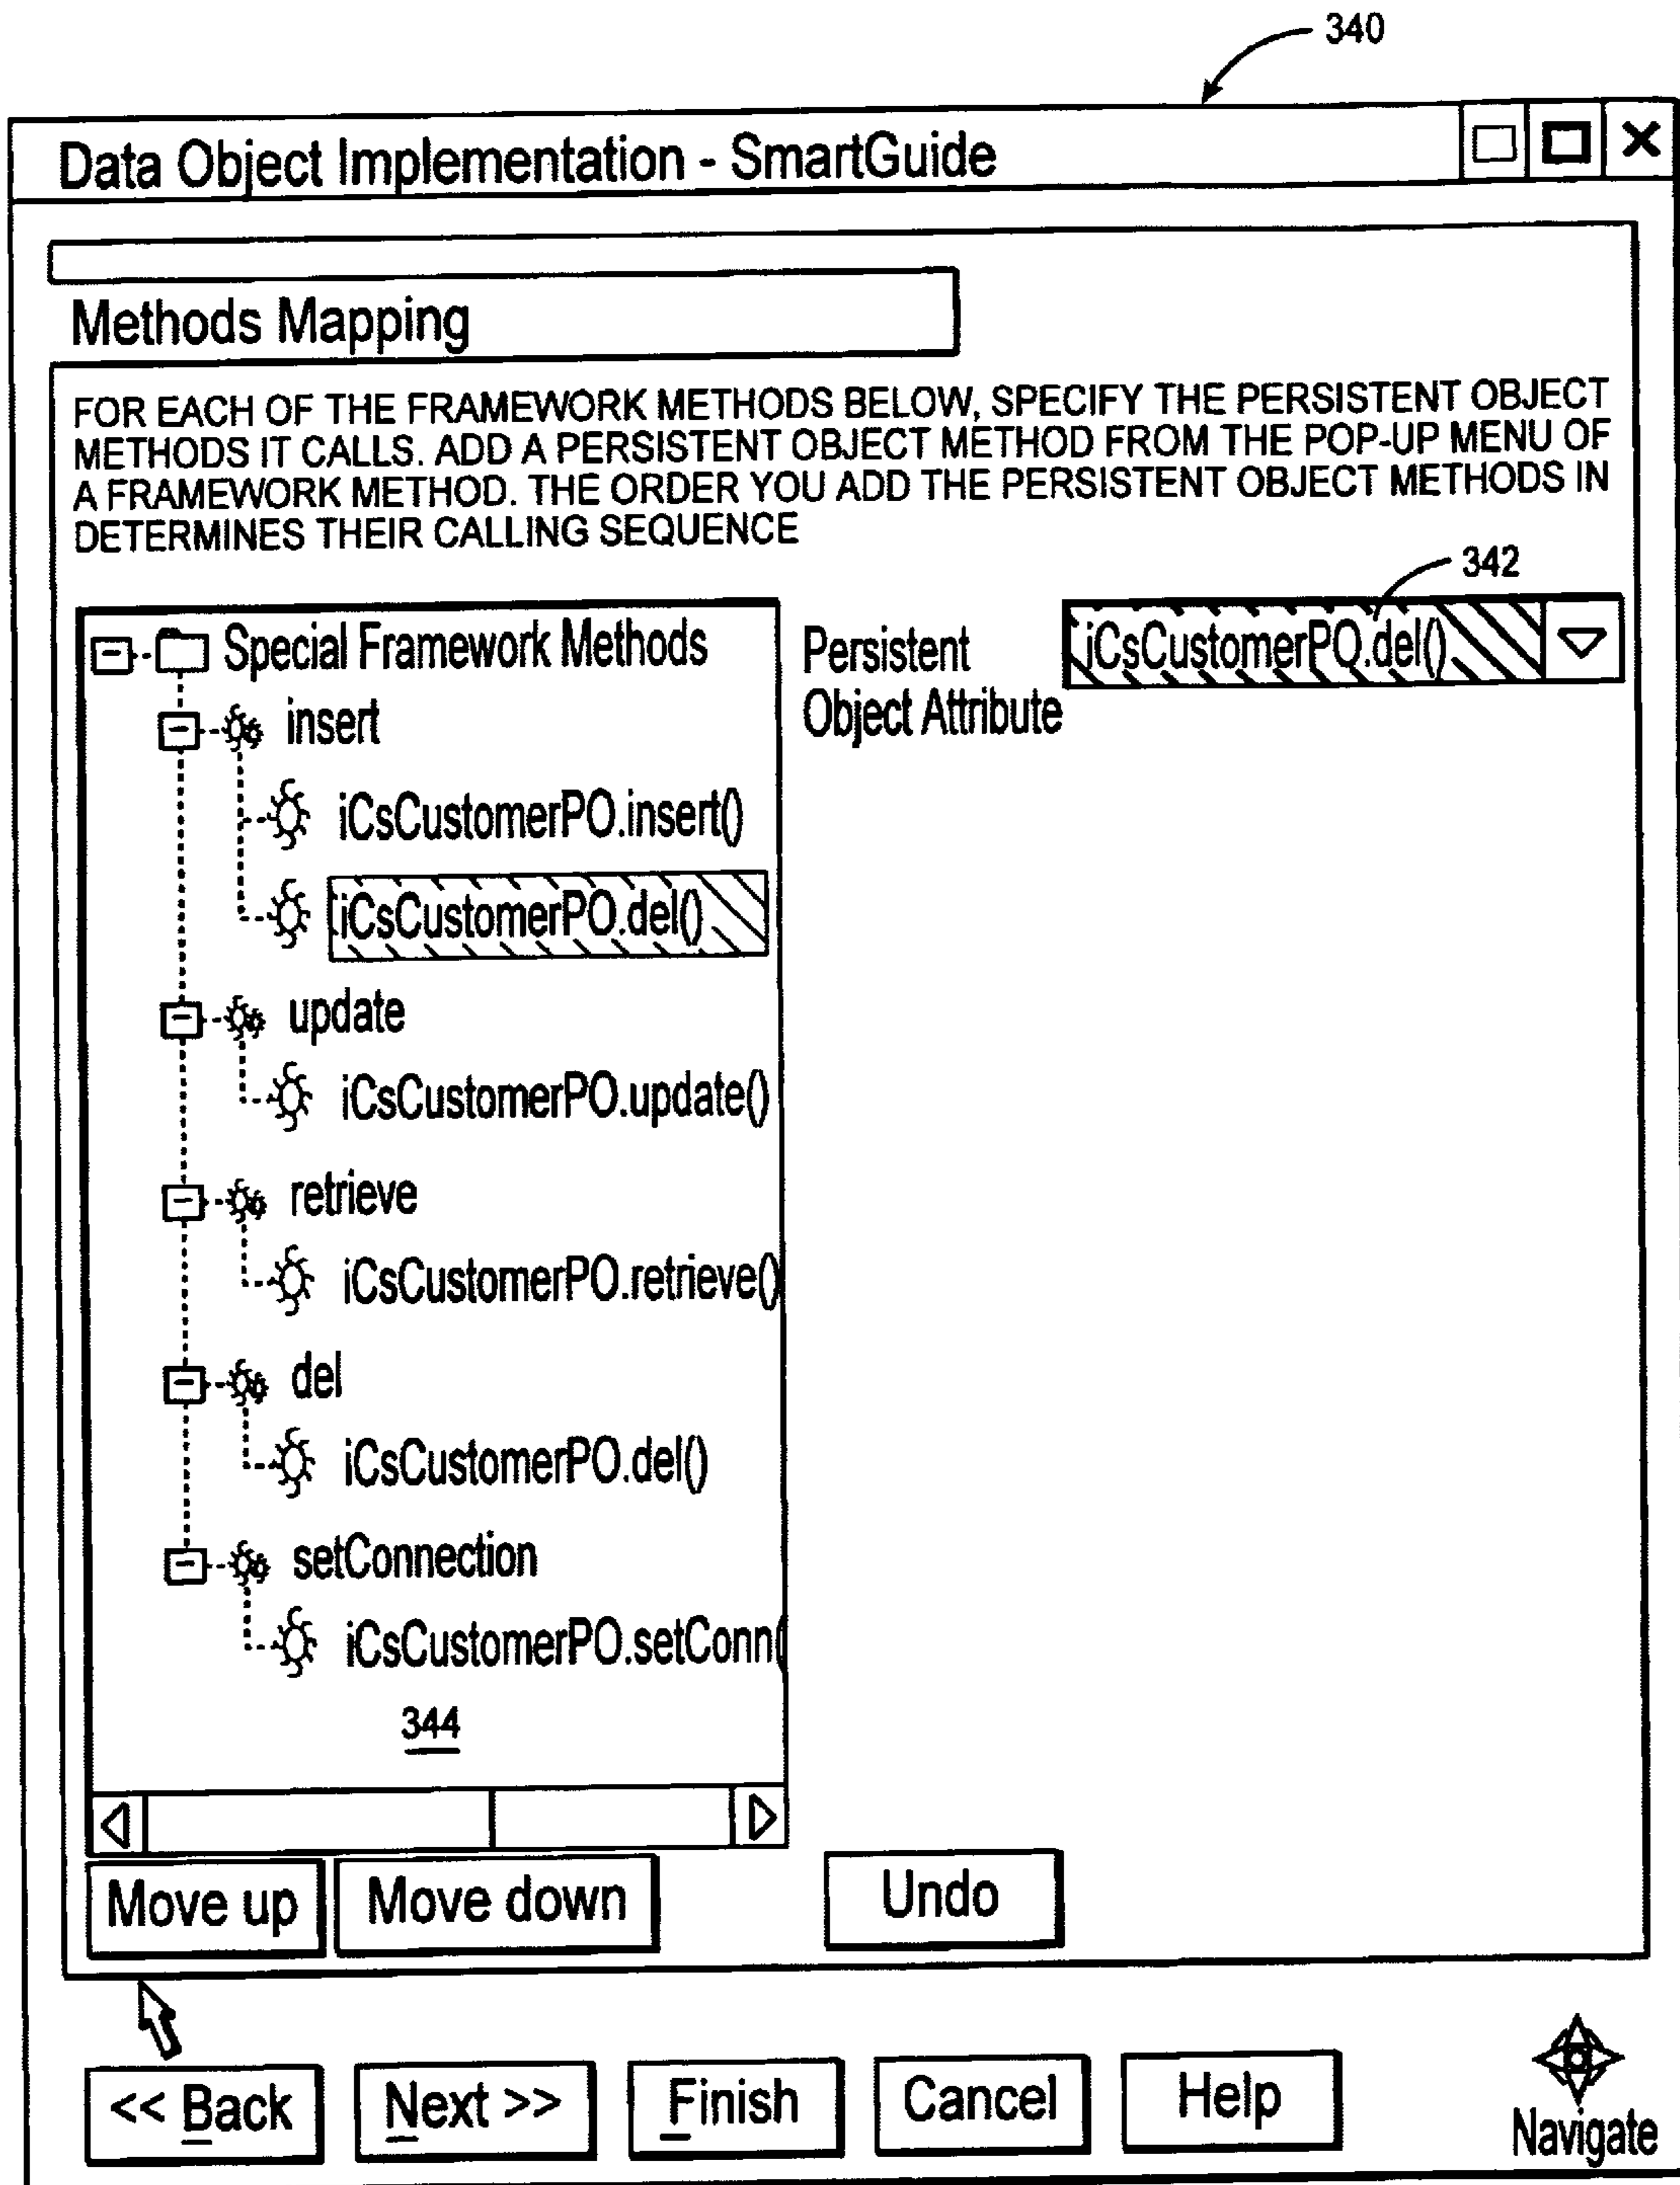 340
Data Object Implementation - SmartGuide
Methods Mapping
FOR EACH OF THE FRAMEWORK METHODS BELOW, SPECIFY THE PERSISTENT OBJECT
METHODS IT CALLS. ADD A PERSISTENT OBJECT METHOD FROM THE POP-UP MENU OF
A FRAMEWORK METHOD. THE ORDER YOU ADD THE PERSISTENT OBJECT METHODS IN
DETERMINES THEIR CALLING SEQUENCE
342
Special Framework Methods
insert
iCsCustomerPO.insert()
iCsCustomerPO.del()
update
iCsCustomerPO.update()
retrieve
iCsCustomerPO.retrieve()
del
iCsCustomerPO.del()
setConnection
iCsCustomerPO.setConn(
344
Persistent
Object Attribute
iCsCustomerPO.del()
Move up
Move down
Undo
<< Back
Next >>
Finish
Cancel
Help
Navigate